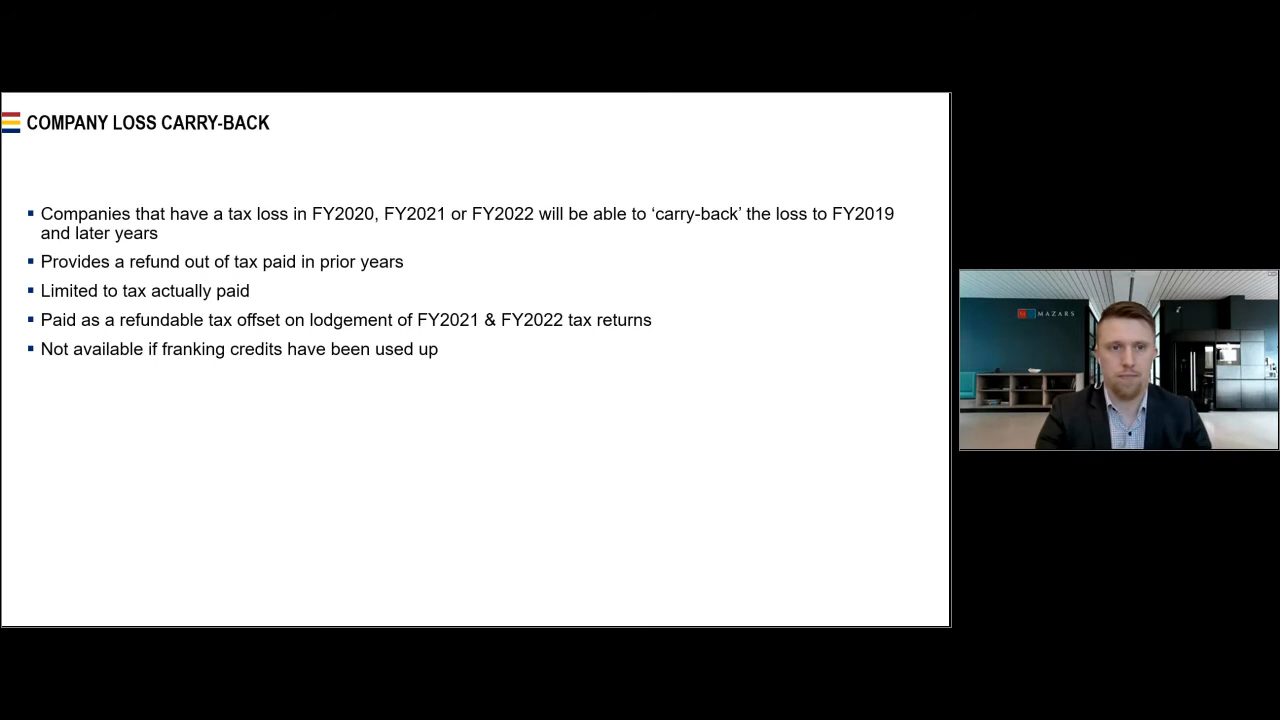 COMPANY LOSS CARRY-BACK
▪ Companies that have a tax loss in FY2020, FY2021 or FY2022 will be able to ‘carry-back’ the loss to FY2019
and later years
▪ Provides a refund out of tax paid in prior years
▪ Limited to tax actually paid
▪ Paid as a refundable tax offset on lodgement of FY2021 & FY2022 tax returns
▪ Not available if franking credits have been used up
MAZARS